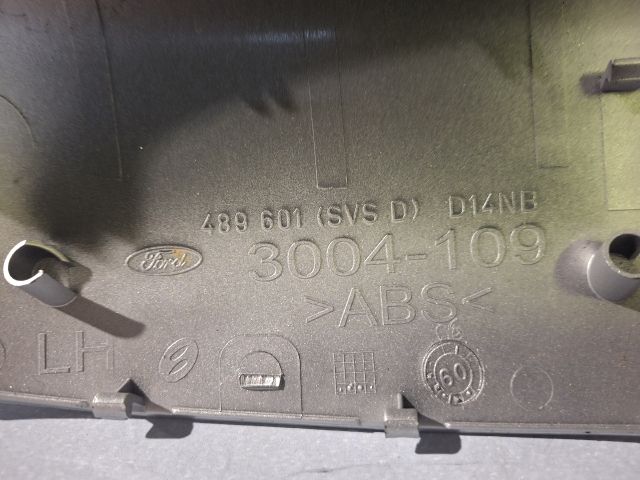 489 601 (SVS D) D14NB
Ford 3004-109
>ABS<
LH
60